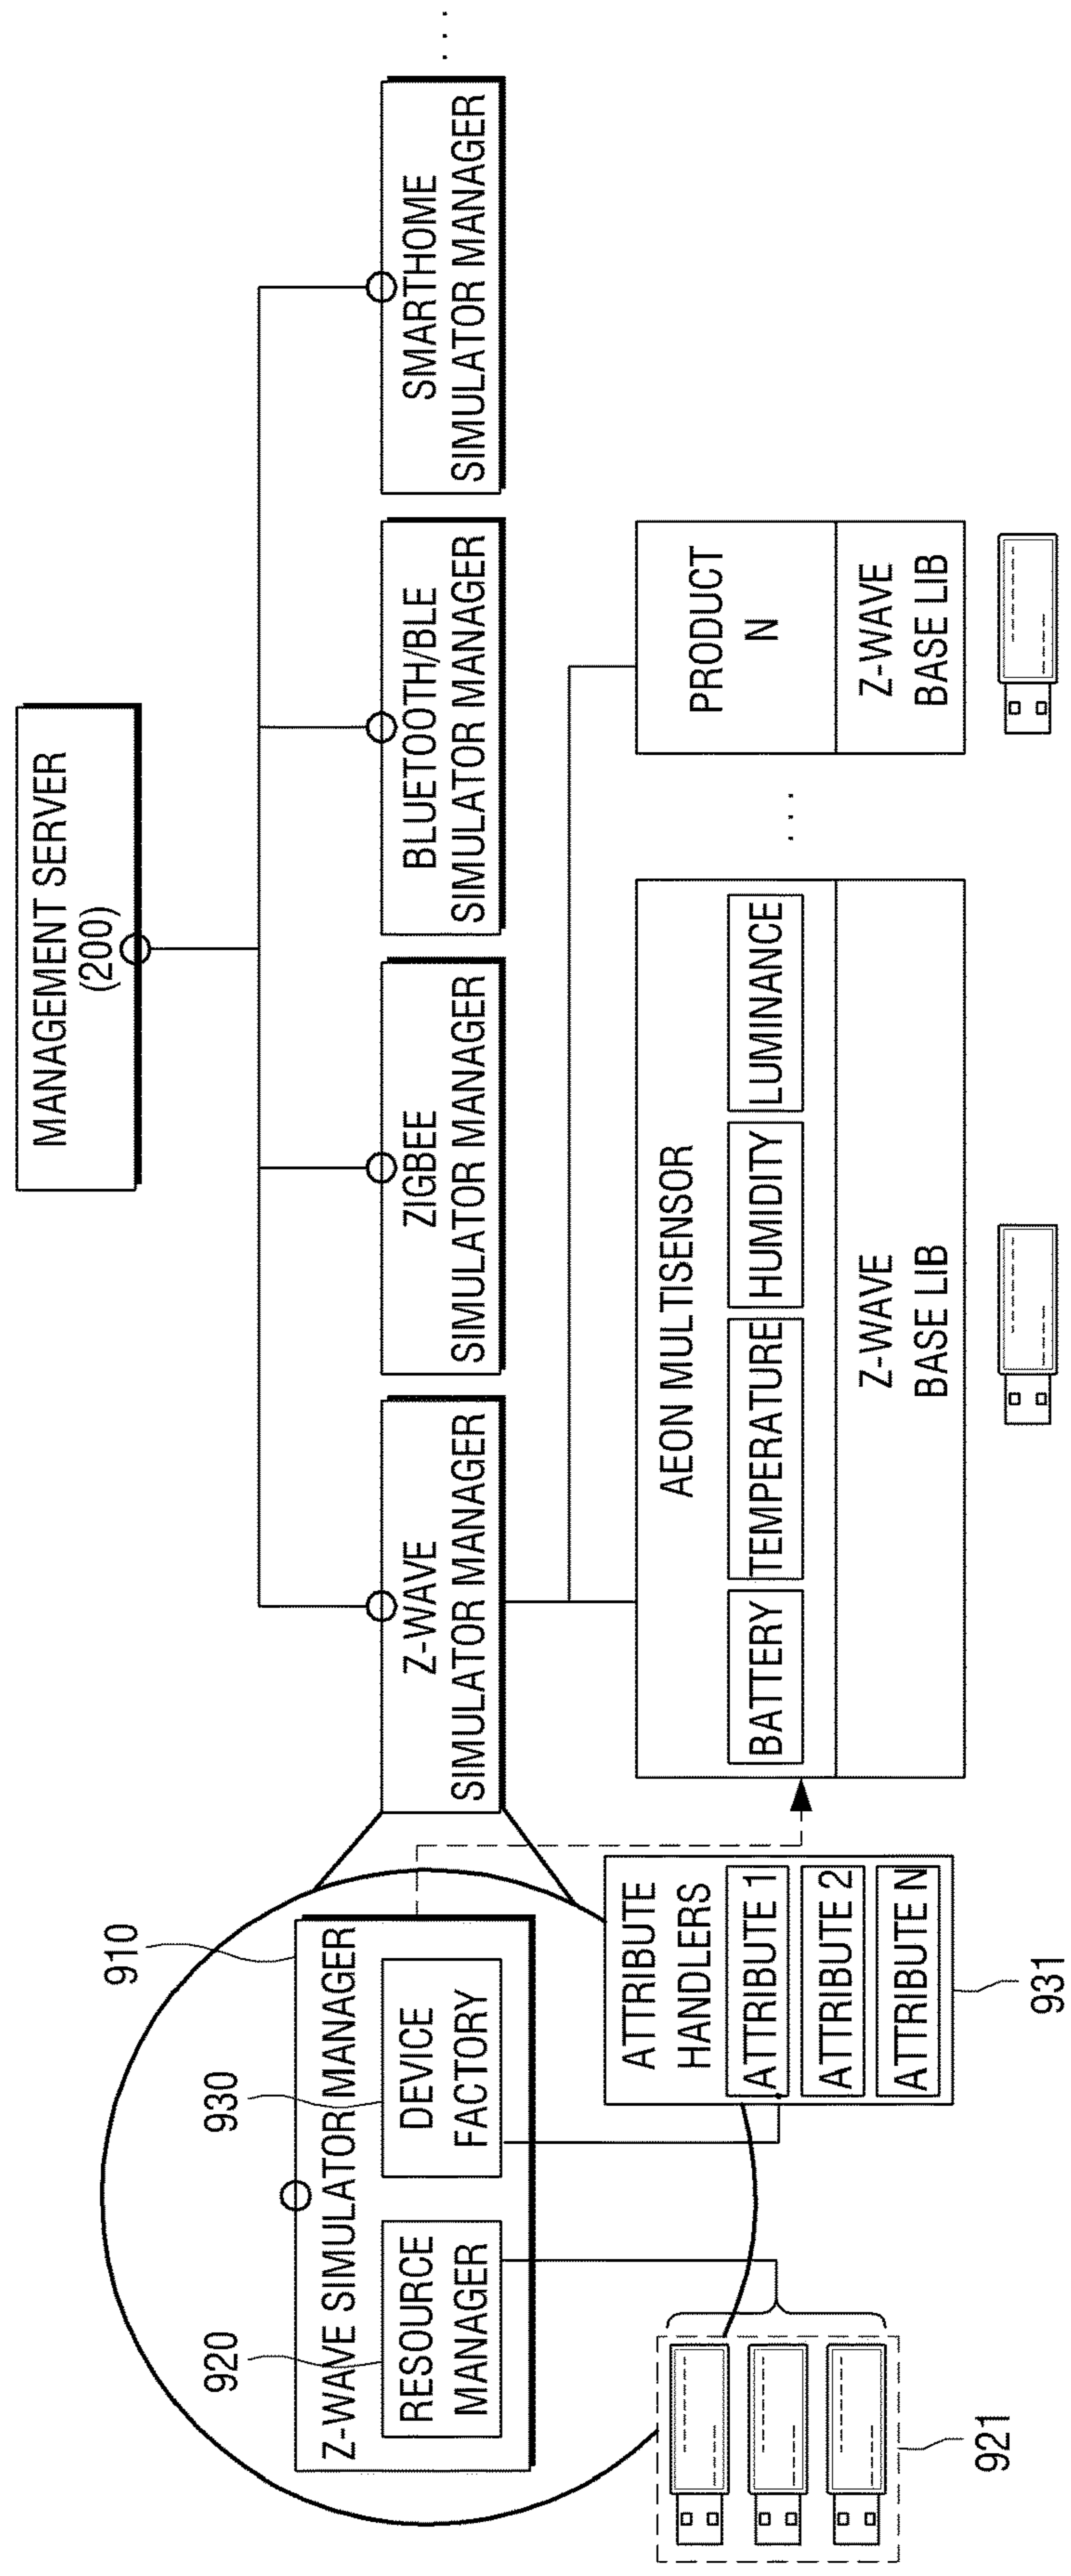 MANAGEMENT SERVER
(200)
Z-WAVE
SIMULATOR MANAGER
ZIGBEE
SIMULATOR MANAGER
BLUETOOTH/BLE
SIMULATOR MANAGER
SMARTHOME
SIMULATOR MANAGER
...
910
Z-WAVE SIMULATOR MANAGER
920
RESOURCE
MANAGER
930
DEVICE
FACTORY
921
ATTRIBUTE
HANDLERS
ATTRIBUTE 1
ATTRIBUTE 2
ATTRIBUTE N
931
AEON MULTISENSOR
BATTERY
TEMPERATURE
HUMIDITY
LUMINANCE
Z-WAVE
BASE LIB
...
PRODUCT
N
Z-WAVE
BASE LIB